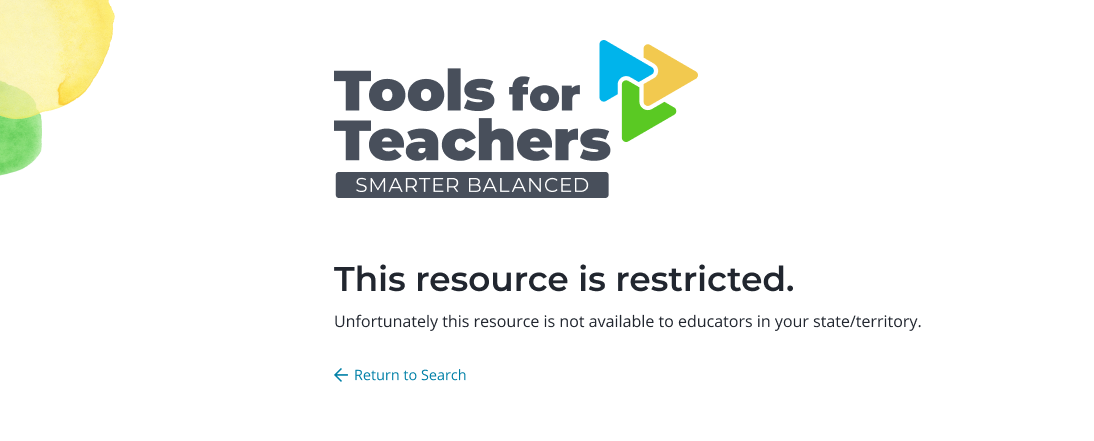 Tools for
Teachers
SMARTER BALANCED
This resource is restricted.
Unfortunately this resource is not available to educators in your state/territory.
Return to Search